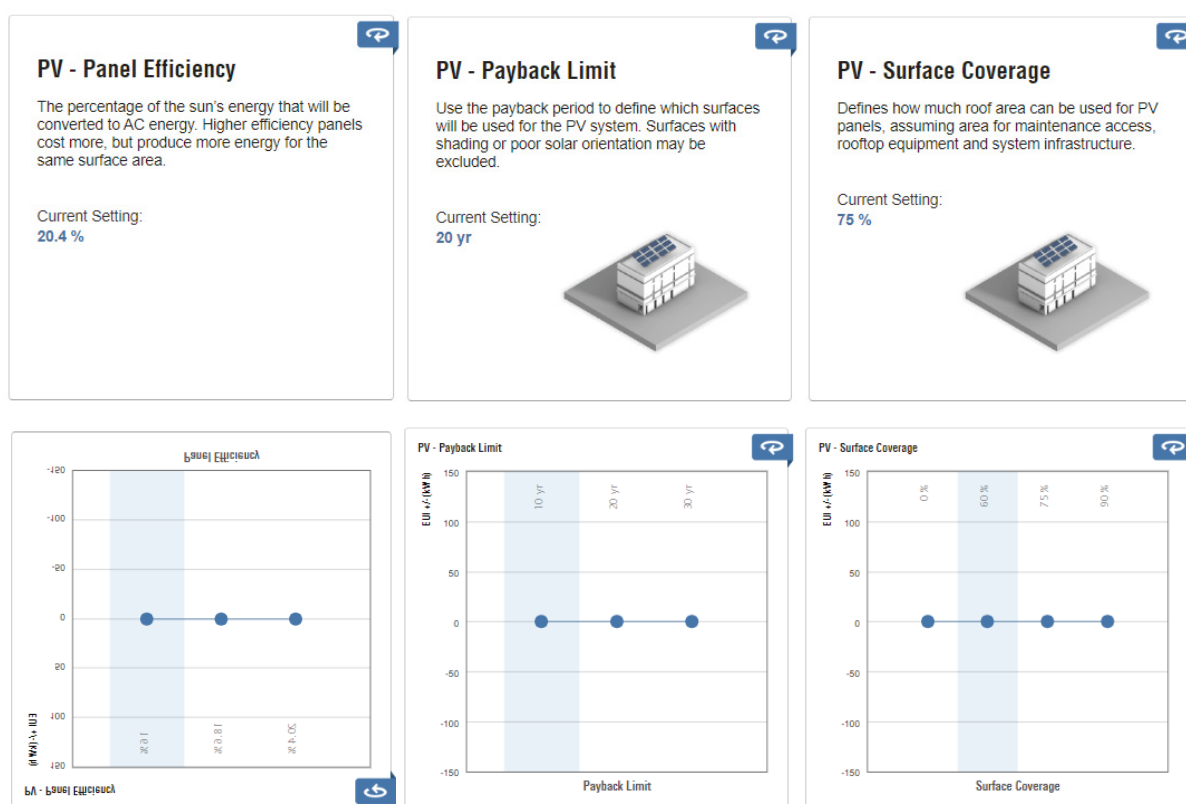 PV - Panel Efficiency
The percentage of the sun's energy that will be
converted to AC energy. Higher efficiency panels
cost more, but produce more energy for the
same surface area.
Current Setting:
20.4 %
PV - Payback Limit
Use the payback period to define which surfaces
will be used for the PV system. Surfaces with
shading or poor solar orientation may be
excluded.
Current Setting:
20 yr
PV - Surface Coverage
Defines how much roof area can be used for PV
panels, assuming area for maintenance access,
rooftop equipment and system infrastructure.
Current Setting:
75 %
Panel Efficiency
-150
-100
-50
0
50
100
150
EUI +/- (kW h)
16 %
18.6 %
20.4 %
PV - Panel Efficiency
PV - Payback Limit
EUI +/- (kW h)
150
100
50
0
-50
-100
-150
10 yr
20 yr
30 yr
Payback Limit
PV - Surface Coverage
EUI +/- (kW h)
150
100
50
0
-50
-100
-150
0 %
60 %
75 %
90 %
Surface Coverage